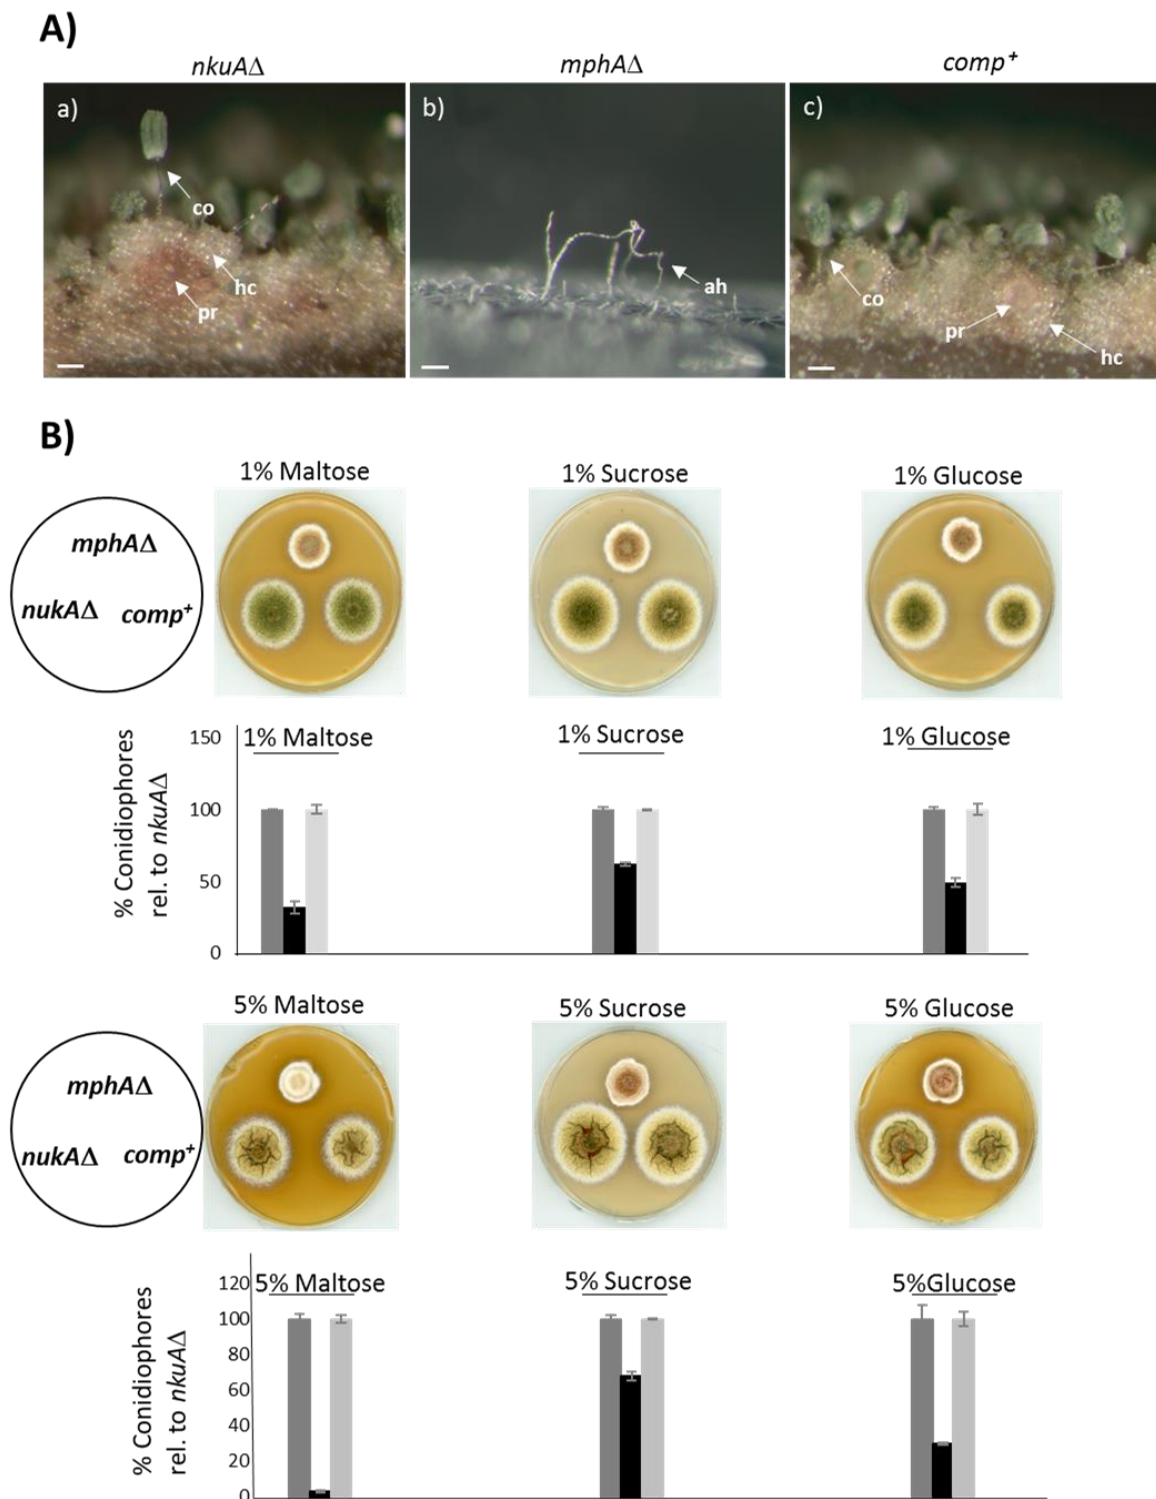 A)
nkuAΔ
mphAΔ
comp⁺
a)
b)
c)
co
hc
pr
ah
co
pr
hc
B)
1% Maltose
1% Sucrose
1% Glucose
mphAΔ
nukAΔ comp⁺
% Conidiophores
rel. to nkuAΔ
150
100
50
0
1% Maltose
1% Sucrose
1% Glucose
5% Maltose
5% Sucrose
5% Glucose
mphAΔ
nukAΔ comp⁺
% Conidiophores
rel. to nkuAΔ
120
100
80
60
40
20
0
5% Maltose
5% Sucrose
5%Glucose